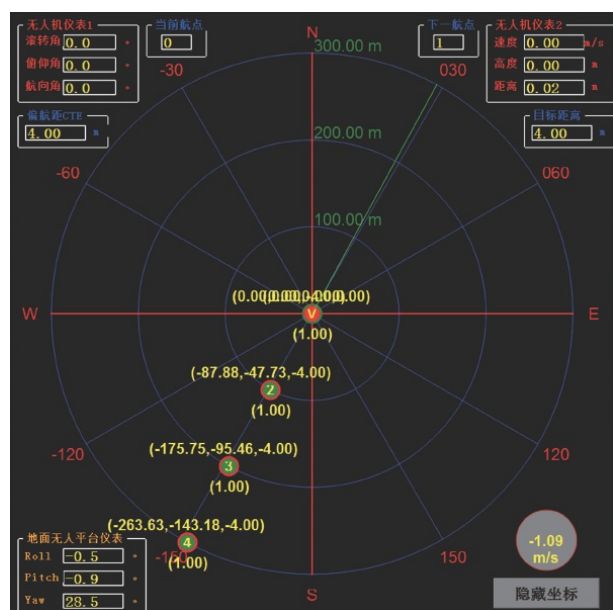 无人机仪表1
滚转角 0.0 °
俯仰角 0.0 °
航向角 0.0 °
当前航点
0
N
300.00 m
下一航点
1
无人机仪表2
速度 0.00 m/s
高度 0.00 m
距离 0.02 m
-30
030
偏航距CTE
4.00 m
目标距离
4.00 m
200.00 m
-60
060
100.00 m
W
V
E
(1.00)
(-87.88,-47.73,-4.00)
2
(1.00)
(-175.75,-95.46,-4.00)
-120
120
3
(1.00)
(-263.63,-143.18,-4.00)
4
(1.00)
地面无人平台仪表
Roll -0.5 °
Pitch -0.9 °
Yaw 28.5 °
150
-1.09
m/s
S
隐藏坐标